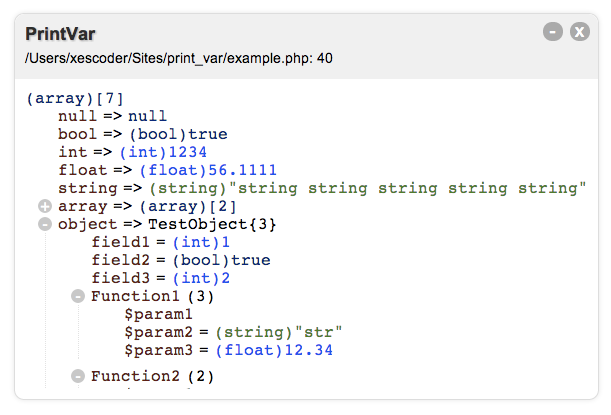 PrintVar
/Users/xescoder/Sites/print_var/example.php: 40
(array)[7]
null => null
bool => (bool)true
int => (int)1234
float => (float)56.1111
string => (string)"string string string string string"
array => (array)[2]
object => TestObject{3}
field1 = (int)1
field2 = (bool)true
field3 = (int)2
Function1 (3)
$param1
$param2 = (string)"str"
$param3 = (float)12.34
Function2 (2)